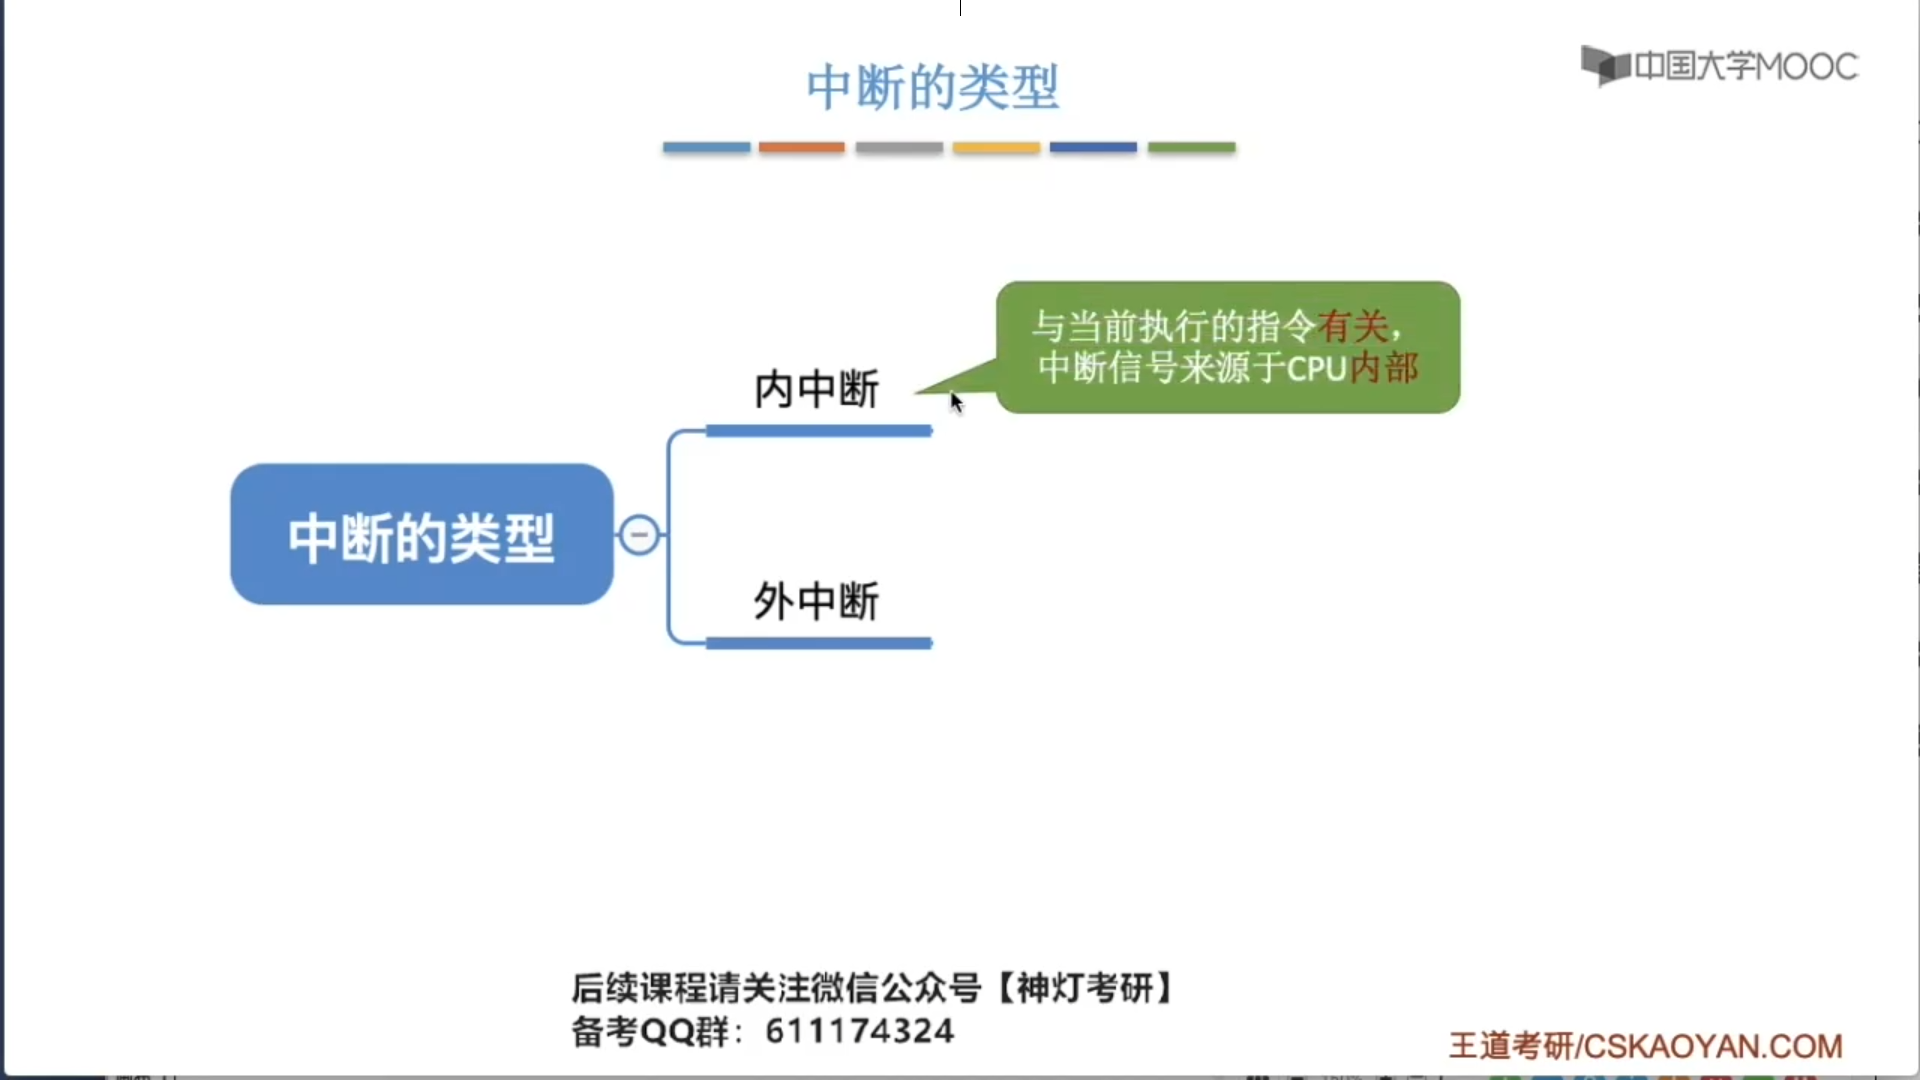 中断的类型
中国大学MOOC
与当前执行的指令有关，
中断信号来源于CPU内部
内中断
中断的类型
外中断
后续课程请关注微信公众号【神灯考研】
备考QQ群：611174324
王道考研/CSKAOYAN.COM